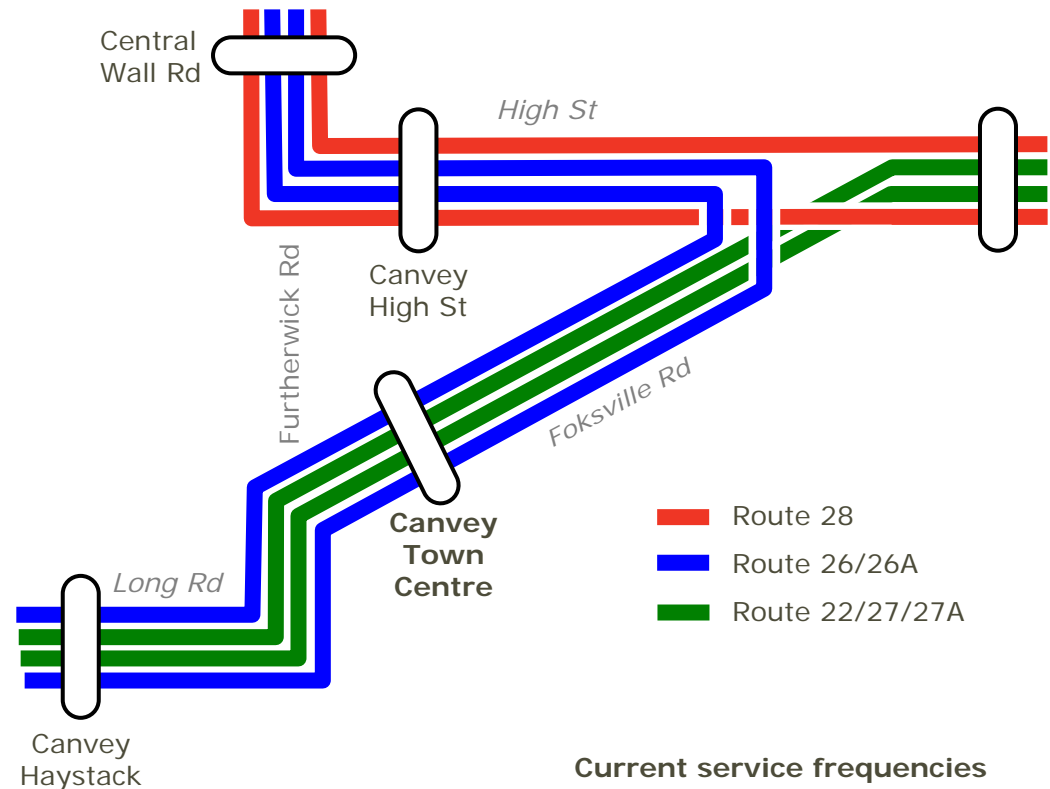 Central
Wall Rd
High St
Canvey
High St
Furtherwick Rd
Foksville Rd
Canvey
Town
Centre
Route 28
Route 26/26A
Route 22/27/27A
Long Rd
Canvey
Haystack
Current service frequencies